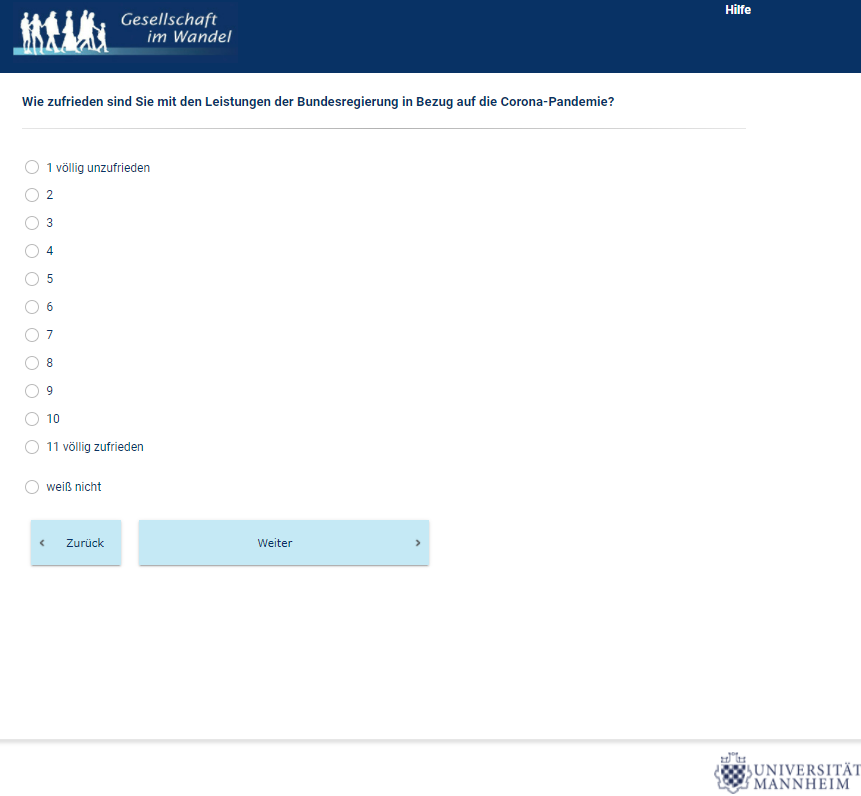 Gesellschaft
im Wandel
Hilfe
Wie zufrieden sind Sie mit den Leistungen der Bundesregierung in Bezug auf die Corona-Pandemie?
1 völlig unzufrieden
2
3
4
5
6
7
8
9
10
11 völlig zufrieden
weiß nicht
Zurück
Weiter
UNIVERSITÄT
MANNHEIM